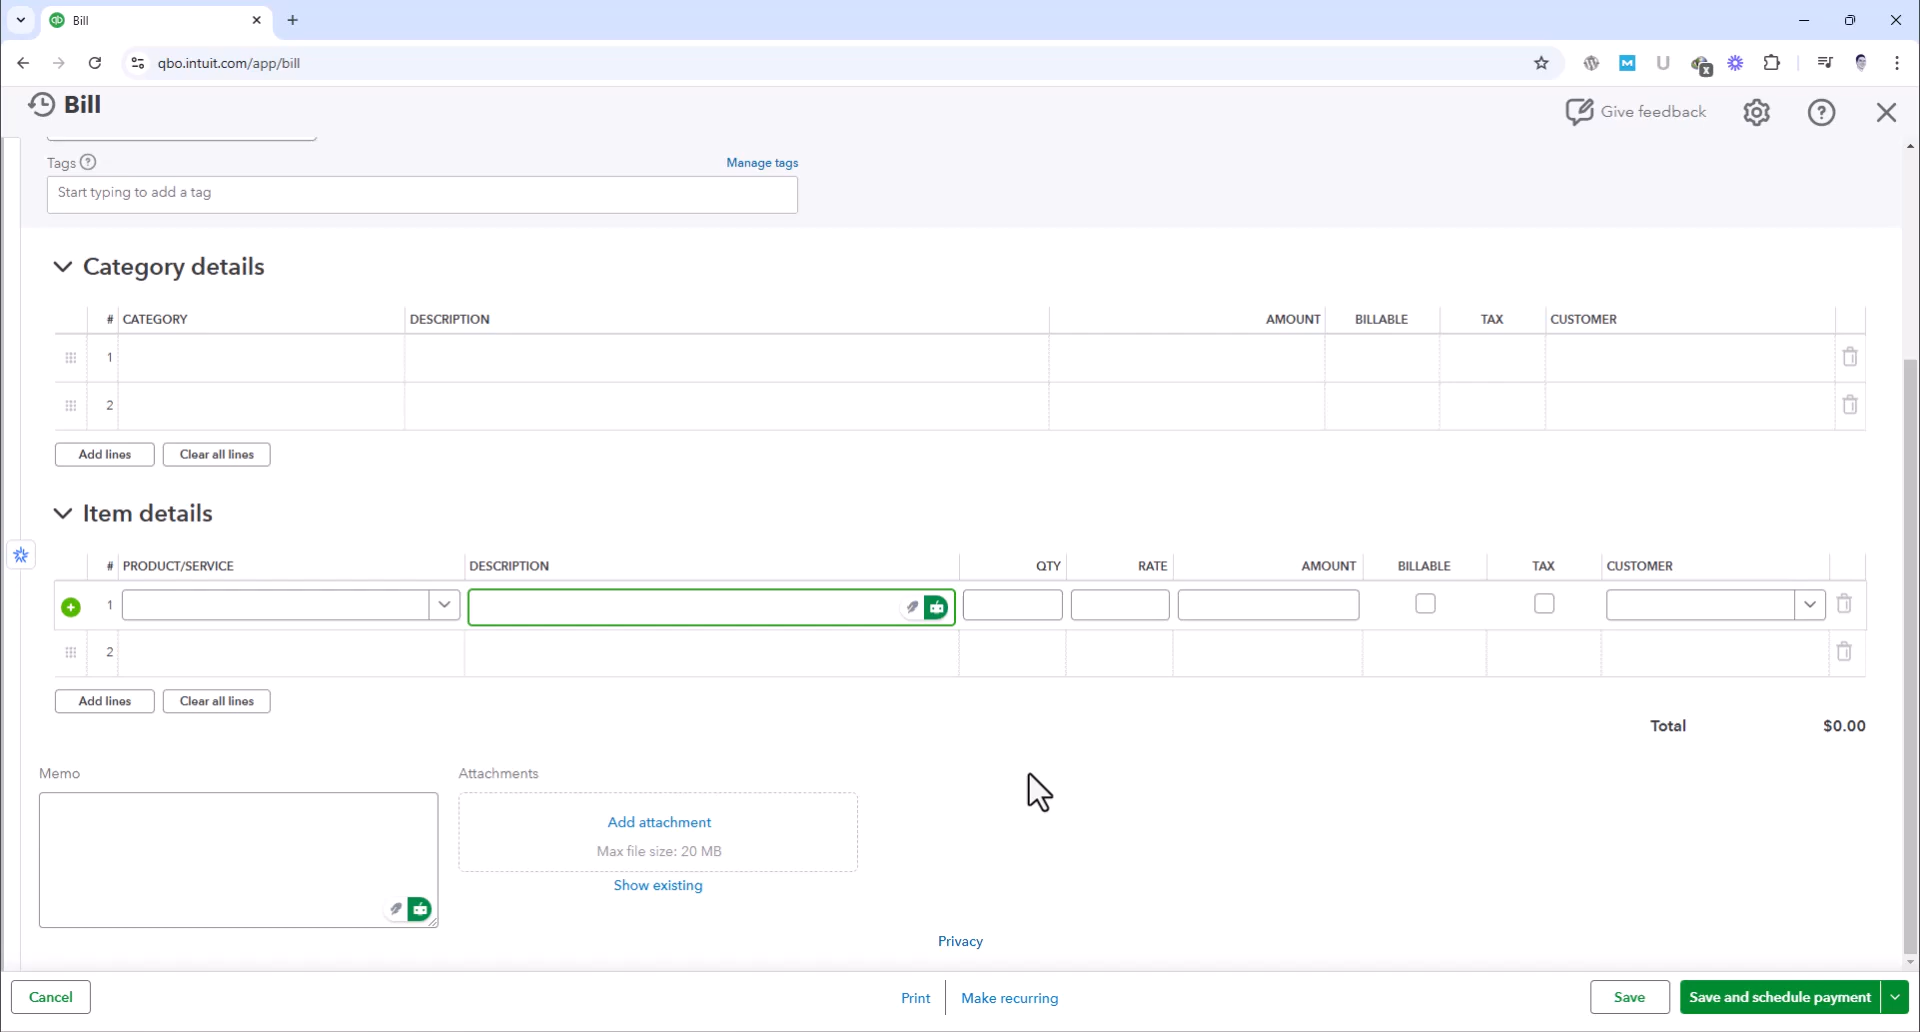 Bill
qbo.intuit.com/app/bill
Bill
Give feedback
Tags
Manage tags
Start typing to add a tag
Category details
# CATEGORY DESCRIPTION AMOUNT BILLABLE TAX CUSTOMER
1
2
Add lines Clear all lines
Item details
# PRODUCT/SERVICE DESCRIPTION QTY RATE AMOUNT BILLABLE TAX CUSTOMER
1
2
Add lines Clear all lines
Total $0.00
Memo Attachments
Add attachment
Max file size: 20 MB
Show existing
Privacy
Cancel Print Make recurring Save Save and schedule payment